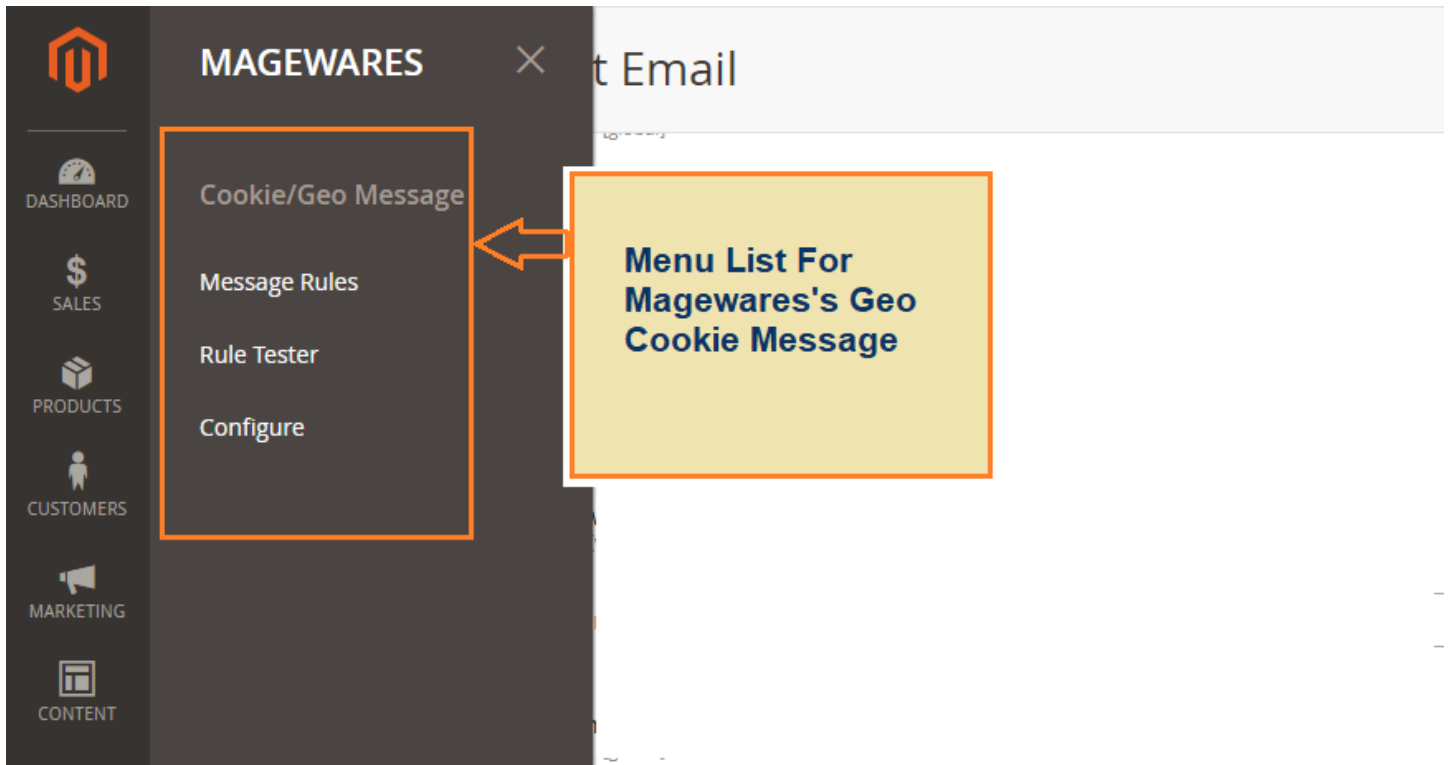 MAGEWARES
t Email
DASHBOARD
SALES
PRODUCTS
CUSTOMERS
MARKETING
CONTENT
Cookie/Geo Message
Message Rules
Rule Tester
Configure
Menu List For
Magewares's Geo
Cookie Message